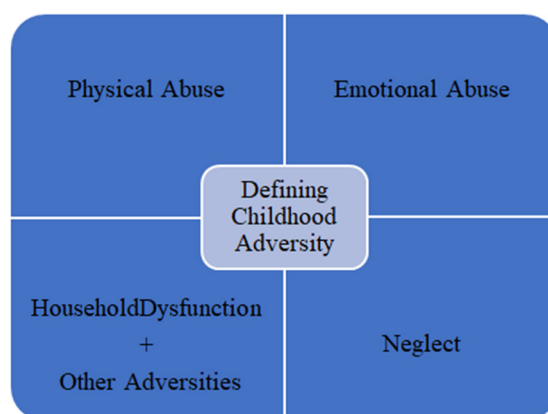 Physical Abuse
Emotional Abuse
Defining
Childhood
Adversity
HouseholdDysfunction
+
Other Adversities
Neglect